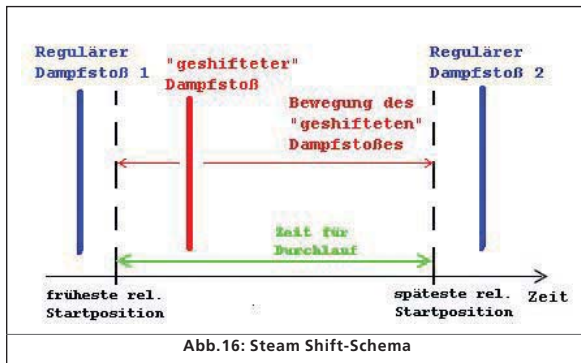 Regulärer
Dampfstoß 1
"geshifteter"
Dampfstoß
Regulärer
Dampfstoß 2
Bewegung des
"geshifteten"
Dampfstoßes
Zeit für
Durchlauf
früheste rel.
Startposition
späteste rel.
Startposition
Zeit
Abb.16: Steam Shift-Schema